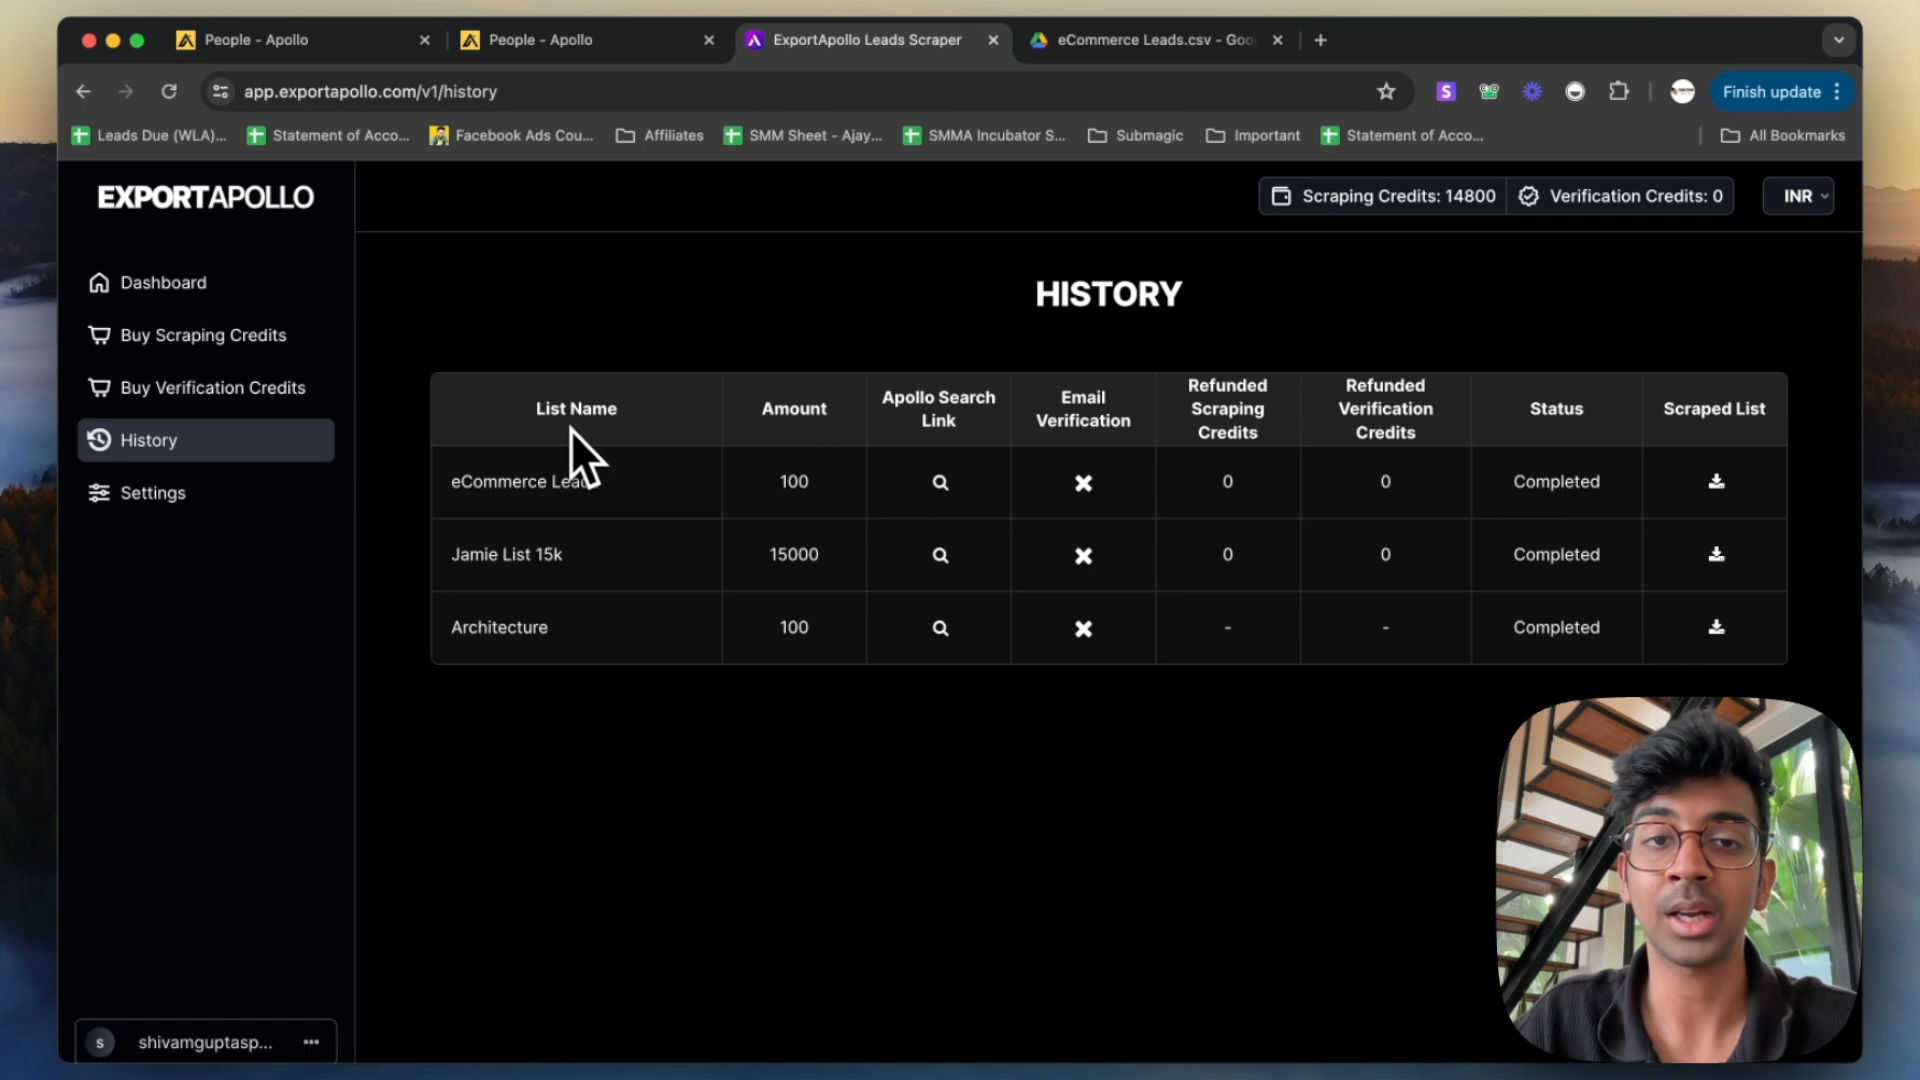 People - Apollo
People - Apollo
ExportApollo Leads Scraper
eCommerce Leads.csv - Goo
app.exportapollo.com/v1/history
S
Finish update
Leads Due (WLA)...
Statement of Acco...
Facebook Ads Cou...
Affiliates
SMM Sheet - Ajay...
SMMA Incubator S...
Submagic
Important
Statement of Acco...
All Bookmarks
EXPORTAPOLLO
Scraping Credits: 14800
Verification Credits: 0
INR
Dashboard
Buy Scraping Credits
Buy Verification Credits
History
Settings
HISTORY
List Name
Amount
Apollo Search
Link
Email
Verification
Refunded
Scraping
Credits
Refunded
Verification
Credits
Status
Scraped List
eCommerce Leads
100
0
0
Completed
Jamie List 15k
15000
0
0
Completed
Architecture
100
-
-
Completed
s
shivamguptasp...